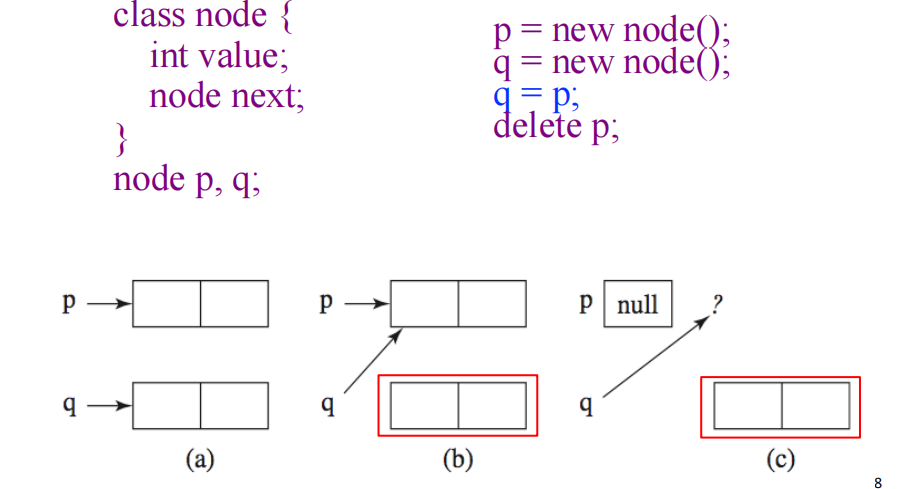 class node {
int value;
node next;
}
node p, q;
p = new node();
q = new node();
q = p;
delete p;
p
q
(a)
p
q
(b)
p null ?
q
(c)
8